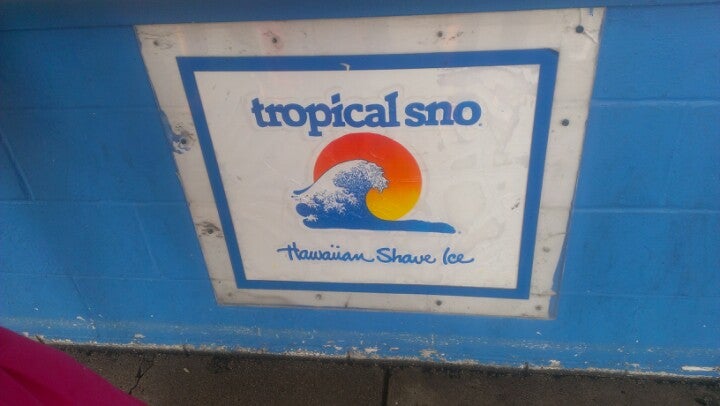 tropical sno
Hawaiian Shave Ice